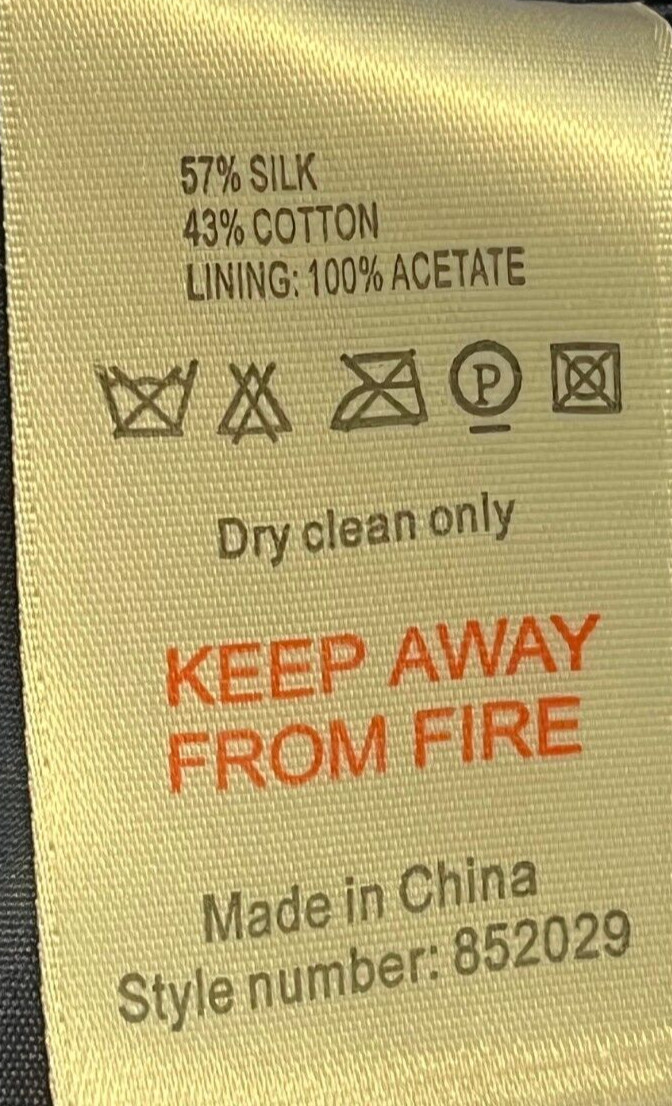 57% SILK
43% COTTON
LINING: 100% ACETATE
P
Dry clean only
KEEP AWAY
FROM FIRE
Made in China
Style number: 852029